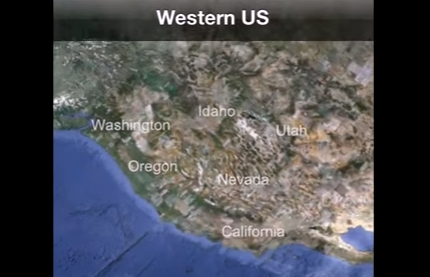 Western US
Idaho
Washington
Utah
Oregon
Nevada
California